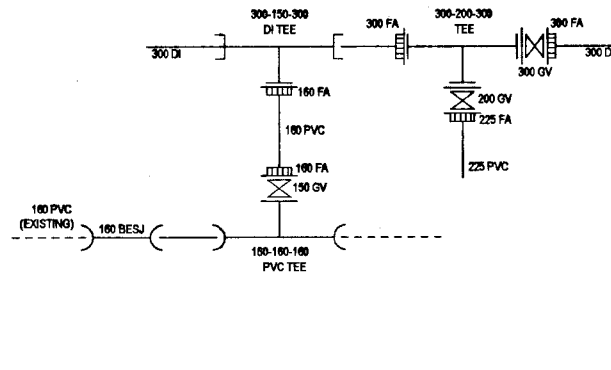 300-150-300
DI TEE
300 FA
300-200-300
TEE
300 FA
300 DI
300 GV
300 D
160 FA
200 GV
225 FA
160 PVC
160 FA
225 PVC
150 GV
160 PVC
(EXISTING)
160 BESJ
160-160-160
PVC TEE